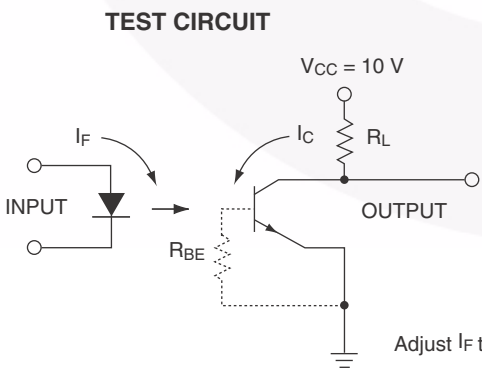 TEST CIRCUIT
VCC = 10 V
IF
IC
RL
INPUT
OUTPUT
RBE
Adjust IF t